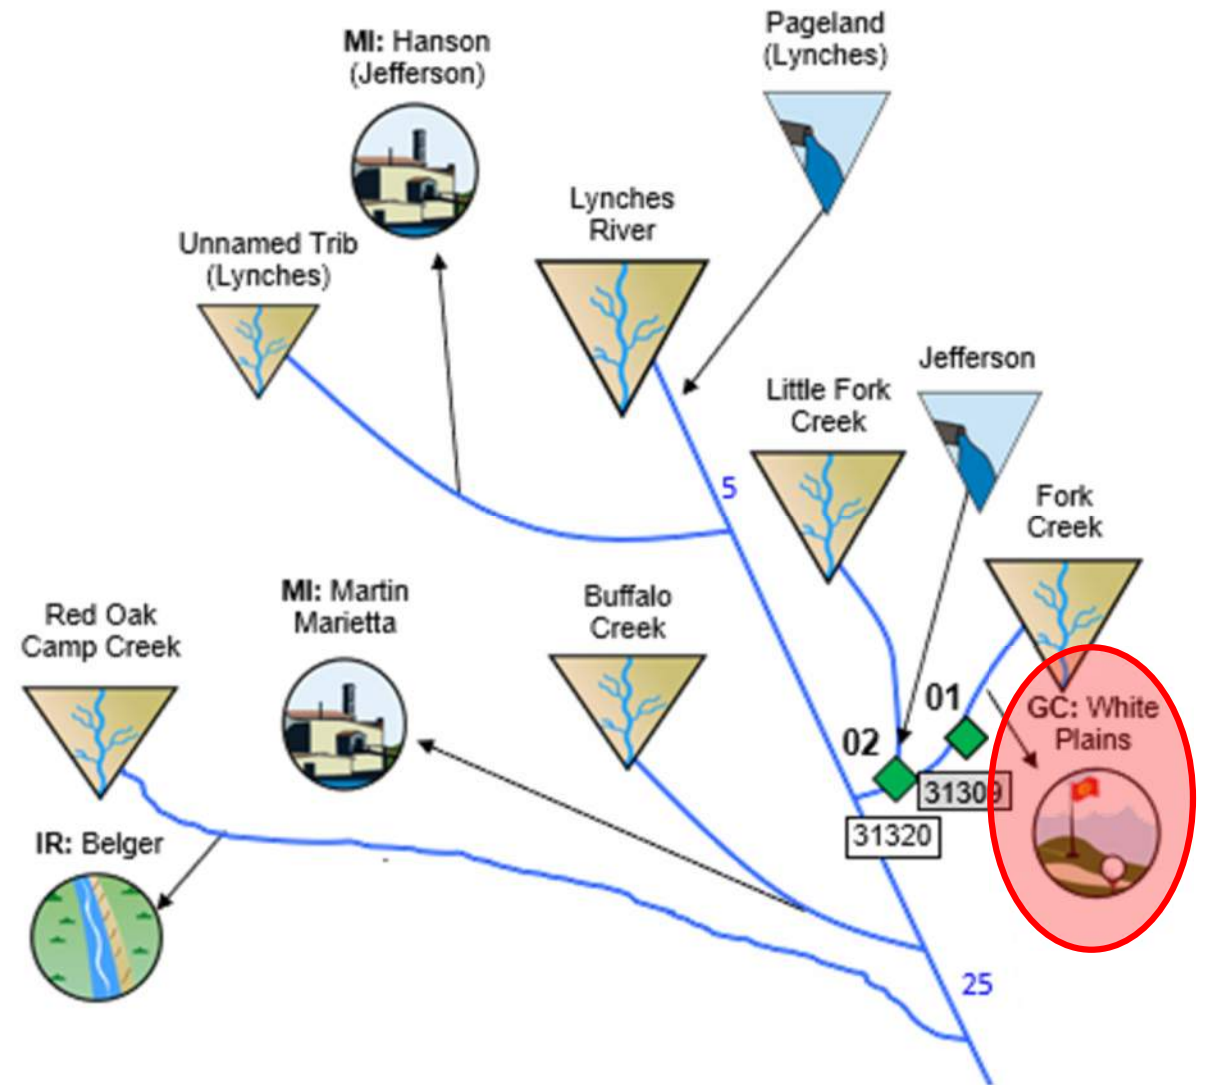 Pageland
(Lynches)
MI: Hanson
(Jefferson)
Lynches
River
Unnamed Trib
(Lynches)
Jefferson
Little Fork
Creek
5
Fork
Creek
MI: Martin
Marietta
Buffalo
Creek
Red Oak
Camp Creek
01
GC: White
Plains
02
31309
31320
IR: Belger
25